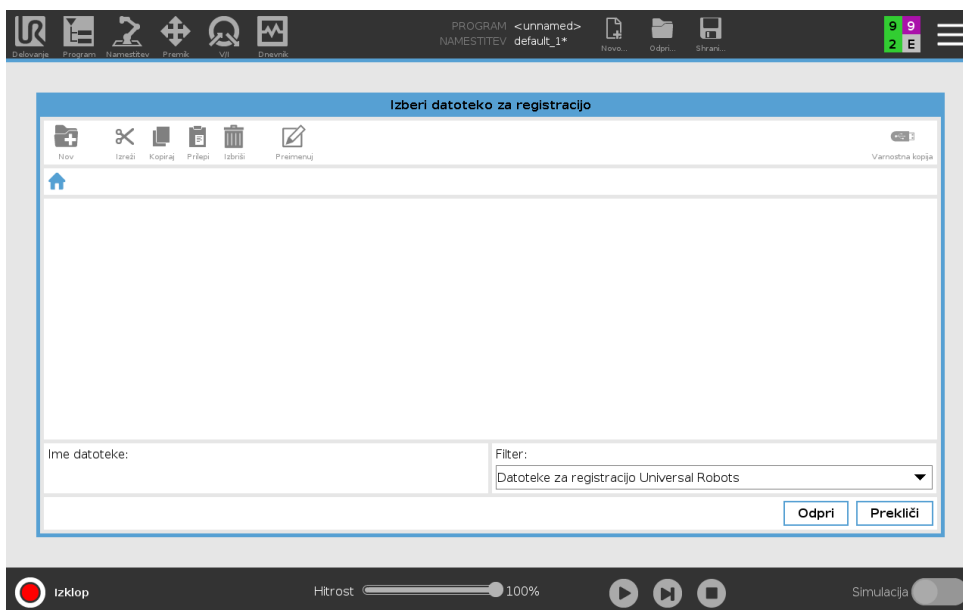 UR
Delovanje
Program
Namestitev
Premik
V/I
Dnevnik
PROGRAM <unnamed>
NAMESTITEV default_1*
Novo...
Odpri...
Shrani...
9 9
2 E
Izberi datoteko za registracijo
Nov
Izreži
Kopiraj
Prilepi
Izbriši
Preimenuj
Varnostna kopija
Ime datoteke:
Filter:
Datoteke za registracijo Universal Robots
Odpri
Prekliči
Izklop
Hitrost
100%
Simulacija